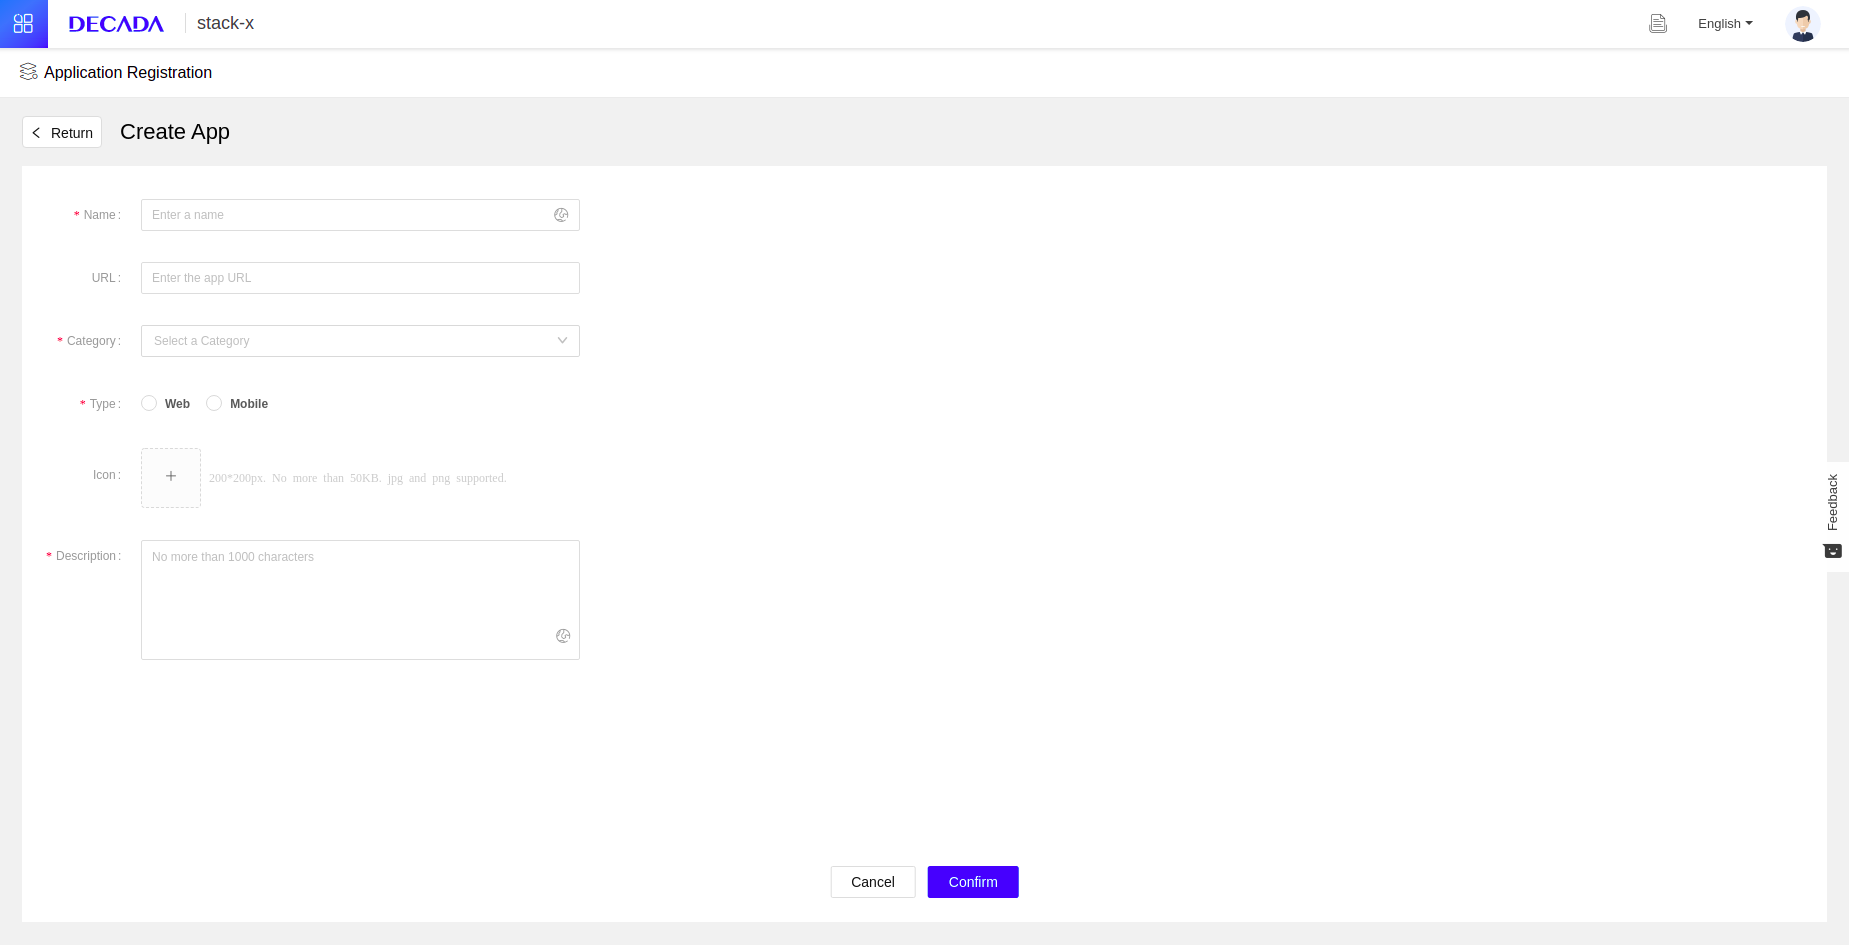 DECADA stack-x English
Application Registration
Return Create App
* Name : Enter a name
URL : Enter the app URL
* Category : Select a Category
* Type : Web Mobile
Icon : + 200*200px. No more than 50KB. jpg and png supported.
* Description : No more than 1000 characters
Feedback
Cancel Confirm